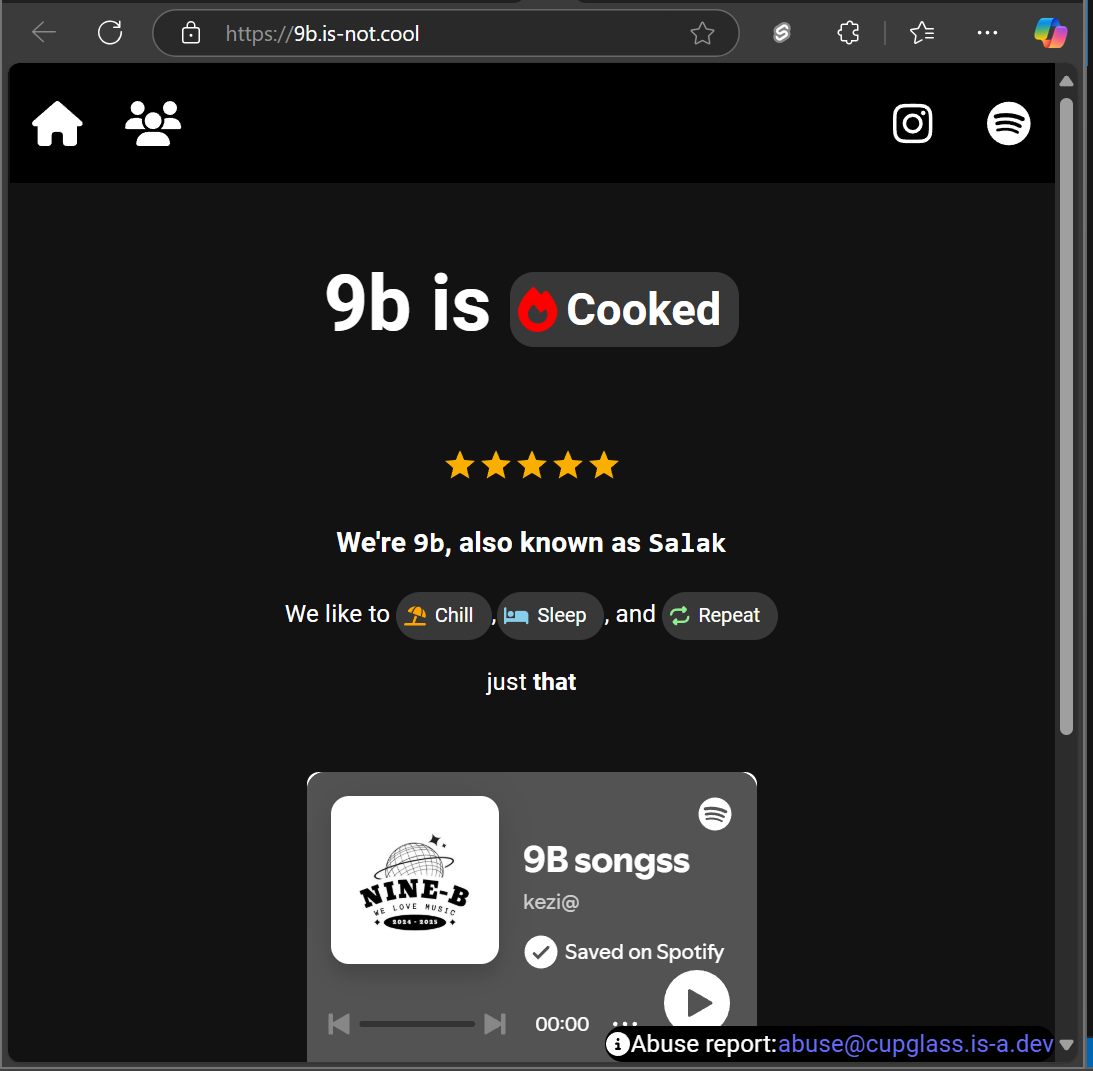 https://9b.is-not.cool
9b is Cooked
We're 9b, also known as Salak
We like to Chill, Sleep, and Repeat
just that
NINE-B
WE LOVE MUSIC
2024 - 2025
9B songss
kezi@
Saved on Spotify
00:00
Abuse report:abuse@cupglass.is-a.dev